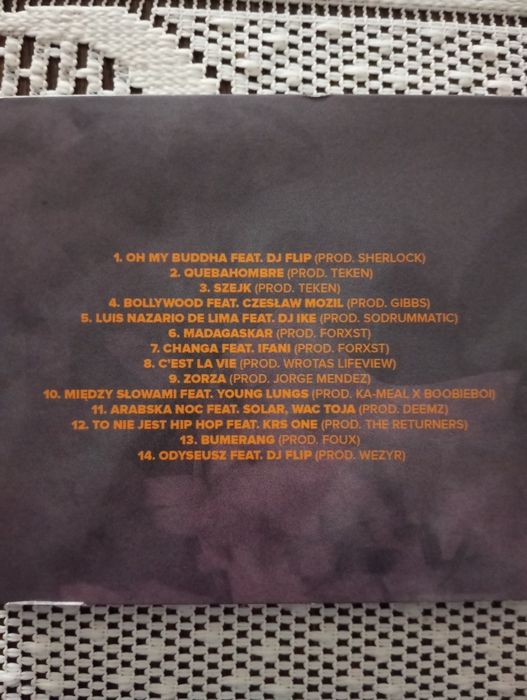 1. OH MY BUDDHA FEAT. DJ FLIP (PROD. SHERLOCK)
2. QUEBAHOMBRE (PROD. TEKEN)
3. SZEJK (PROD. TEKEN)
4. BOLLYWOOD FEAT. CZESŁAW MOZIL (PROD. GIBBS)
5. LUIS NAZARIO DE LIMA FEAT. DJ IKE (PROD. SODRUMMATIC)
6. MADAGASKAR (PROD. FORXST)
7. CHANGA FEAT. IFANI (PROD. FORXST)
8. C'EST LA VIE (PROD. WROTAS LIFEVIEW)
9. ZORZA (PROD. JORGE MENDEZ)
10. MIĘDZY SŁOWAMI FEAT. YOUNG LUNGS (PROD. KA-MEAL X BOOBIEBOI)
11. ARABSKA NOC FEAT. SOLAR, WAC TOJA (PROD. DEEMZ)
12. TO NIE JEST HIP HOP FEAT. KRS ONE (PROD. THE RETURNERS)
13. BUMERANG (PROD. FOUX)
14. ODYSEUSZ FEAT. DJ FLIP (PROD. WEZYR)